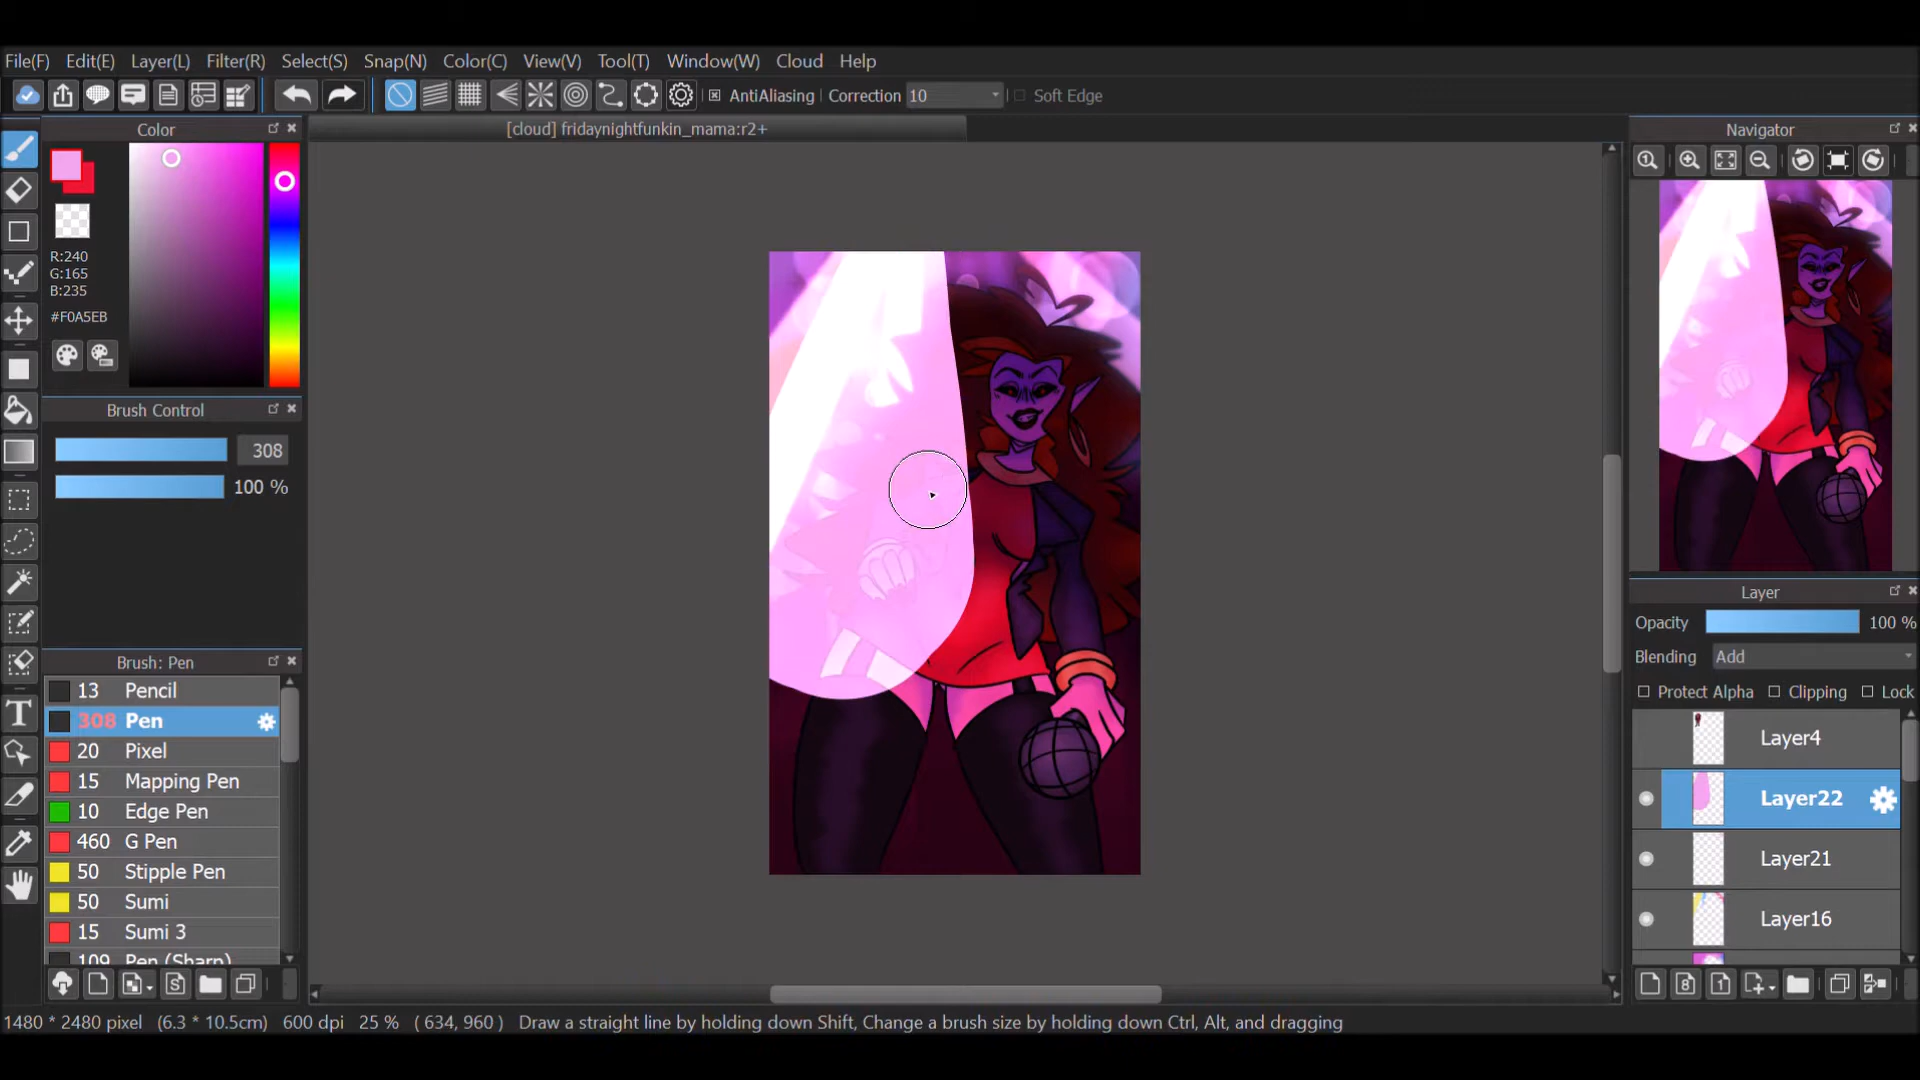 File(F) Edit(E) Layer(L) Filter(R) Select(S) Snap(N) Color(C) View(V) Tool(T) Window(W) Cloud Help
AntiAliasing Correction 10 Soft Edge
Color
[cloud] fridaynightfunkin_mama:r2+
Navigator
R:240
G:165
B:235
#F0A5EB
Brush Control
308
100 %
Brush: Pen
13 Pencil
308 Pen
20 Pixel
15 Mapping Pen
10 Edge Pen
460 G Pen
50 Stipple Pen
50 Sumi
15 Sumi 3
109 Pen (Sharp)
Layer
Opacity 100 %
Blending Add
Protect Alpha Clipping Lock
Layer4
Layer22
Layer21
Layer16
1480 * 2480 pixel (6.3 * 10.5cm) 600 dpi 25 % ( 634, 960 ) Draw a straight line by holding down Shift, Change a brush size by holding down Ctrl, Alt, and dragging